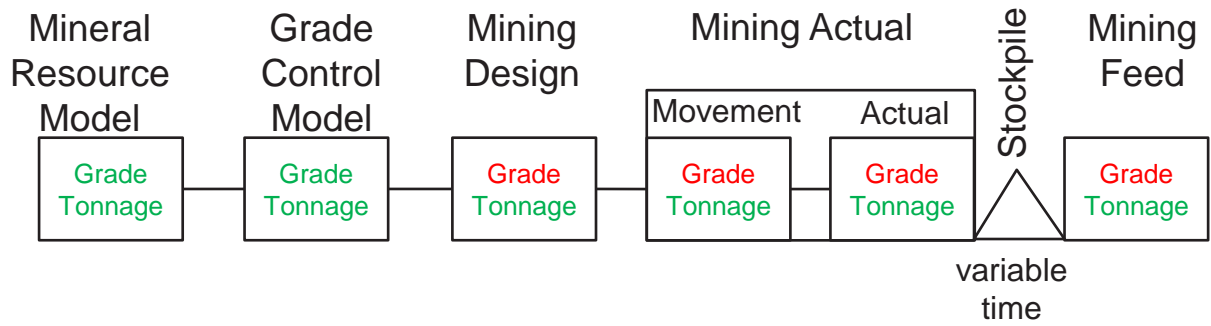 Mineral
Resource
Model
Grade
Control
Model
Mining
Design
Mining Actual
Movement
Actual
Stockpile
Mining
Feed
Grade
Tonnage
Grade
Tonnage
Grade
Tonnage
Grade
Tonnage
Grade
Tonnage
Grade
Tonnage
variable
time